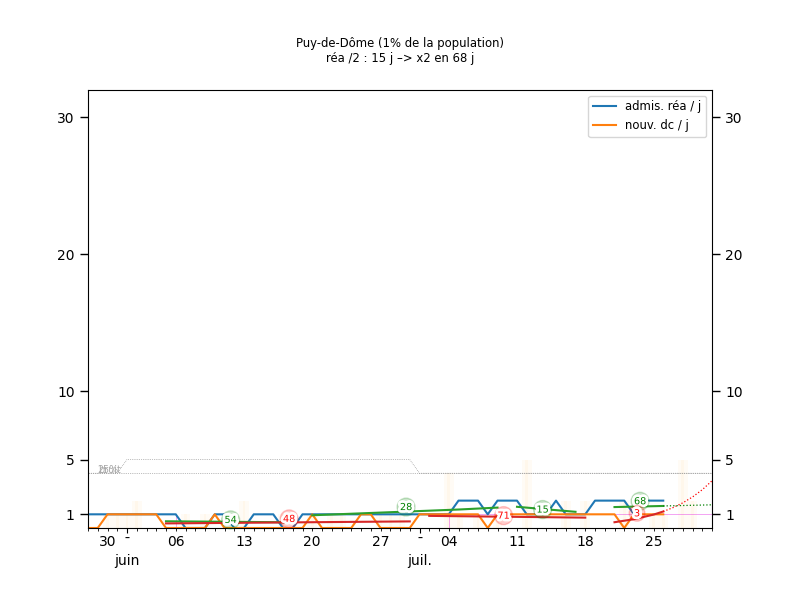 Puy-de-Dôme (1% de la population)
réa /2 : 15 j –> x2 en 68 j
admis. réa / j
nouv. dc / j
30 30
20 20
10 10
5 5
1 1
54 48 28 71 15 68 3
30 - 06 13 20 27 - 04 11 18 25
juin juil.